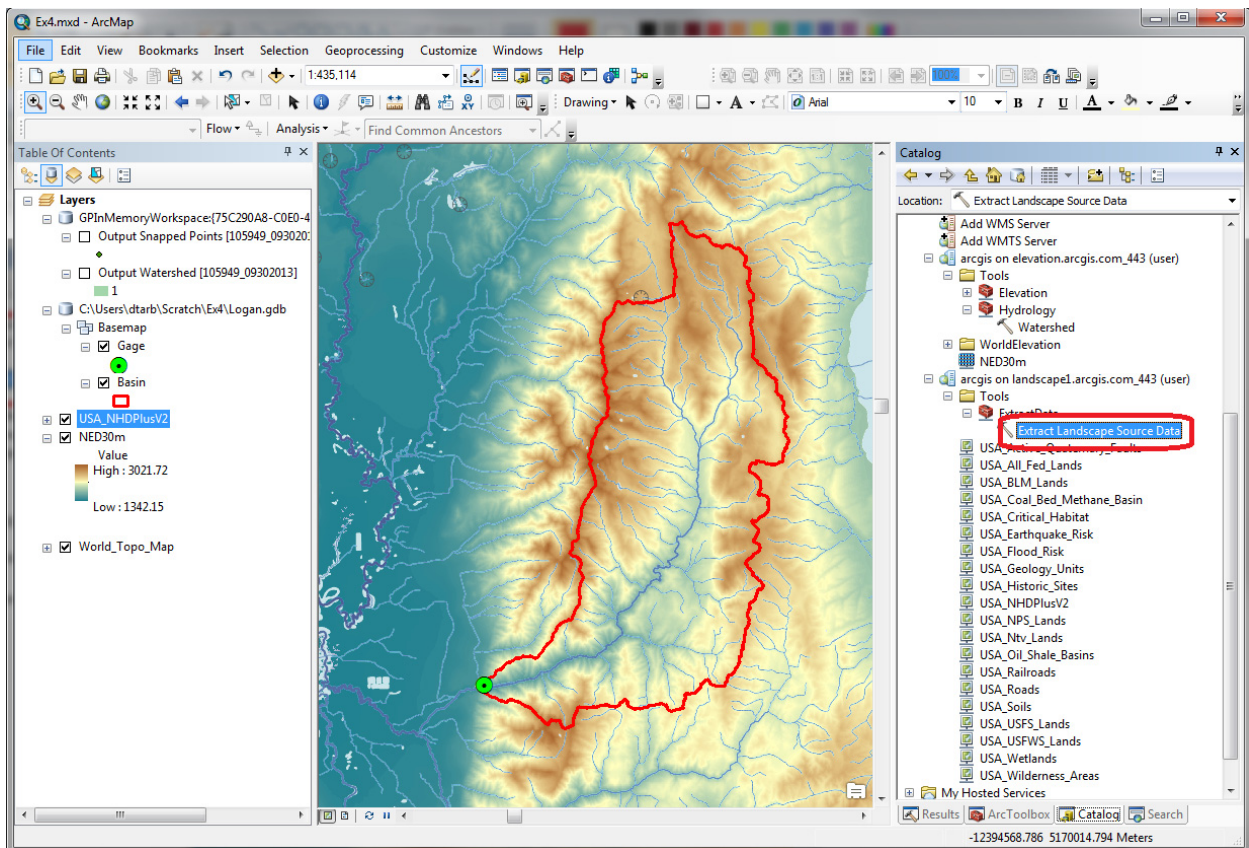 Ex4.mxd - ArcMap
File Edit View Bookmarks Insert Selection Geoprocessing Customize Windows Help
1:435,114
100%
Drawing
A
Arial
10
B I U A
Flow
Analysis
Find Common Ancestors
Table Of Contents
Layers
GPInMemoryWorkspace:[75C290A8-C0E0-4
Output Snapped Points [105949_093020:
Output Watershed [105949_09302013]
1
C:\Users\dtarb\Scratch\Ex4\Logan.gdb
Basemap
Gage
Basin
USA_NHDPlusV2
NED30m
Value
High : 3021.72
Low : 1342.15
World_Topo_Map
Catalog
Location: Extract Landscape Source Data
Add WMS Server
Add WMTS Server
arcgis on elevation.arcgis.com_443 (user)
Tools
Elevation
Hydrology
Watershed
WorldElevation
NED30m
arcgis on landscape1.arcgis.com_443 (user)
Tools
ExtractData
Extract Landscape Source Data
USA_Active_Quaternary_Faults
USA_All_Fed_Lands
USA_BLM_Lands
USA_Coal_Bed_Methane_Basin
USA_Critical_Habitat
USA_Earthquake_Risk
USA_Flood_Risk
USA_Geology_Units
USA_Historic_Sites
USA_NHDPlusV2
USA_NPS_Lands
USA_Ntv_Lands
USA_Oil_Shale_Basins
USA_Railroads
USA_Roads
USA_Soils
USA_USFS_Lands
USA_USFWS_Lands
USA_Wetlands
USA_Wilderness_Areas
My Hosted Services
Results ArcToolbox Catalog Search
-12394568.786 5170014.794 Meters